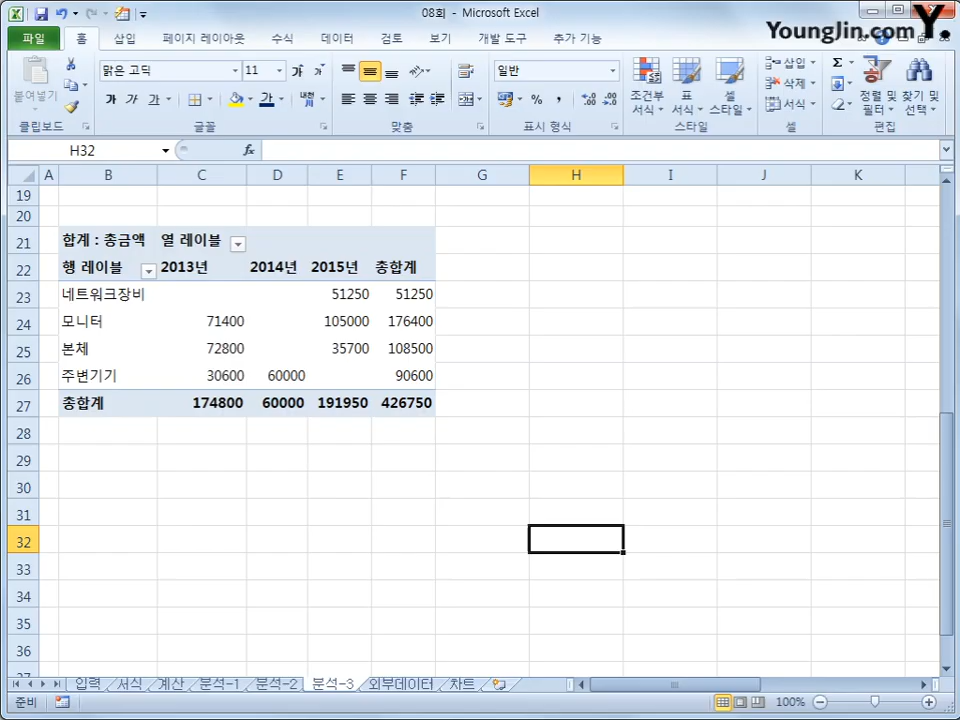 08회 - Microsoft Excel
Younglin.com Y.
파일 홈 삽입 페이지 레이아웃 수식 데이터 검토 보기 개발 도구 추가 기능
붙여넣기
맑은 고딕 11 일반
가 가 가 가 내천 % ,
조건부 서식 표 서식 셀 스타일
삽입
삭제
서식
Σ 정렬 및 필터 찾기 및 선택
클립보드 글꼴 맞춤 표시 형식 스타일 셀 편집
H32 fx
A B C D E F G H I J K
19
20
21 합계 : 총금액 열 레이블
22 행 레이블 2013년 2014년 2015년 총합계
23 네트워크장비 51250 51250
24 모니터 71400 105000 176400
25 본체 72800 35700 108500
26 주변기기 30600 60000 90600
27 총합계 174800 60000 191950 426750
28
29
30
31
32
33
34
35
36
37
입력 서식 계산 분석-1 분석-2 분석-3 외부데이터 차트
준비 100%